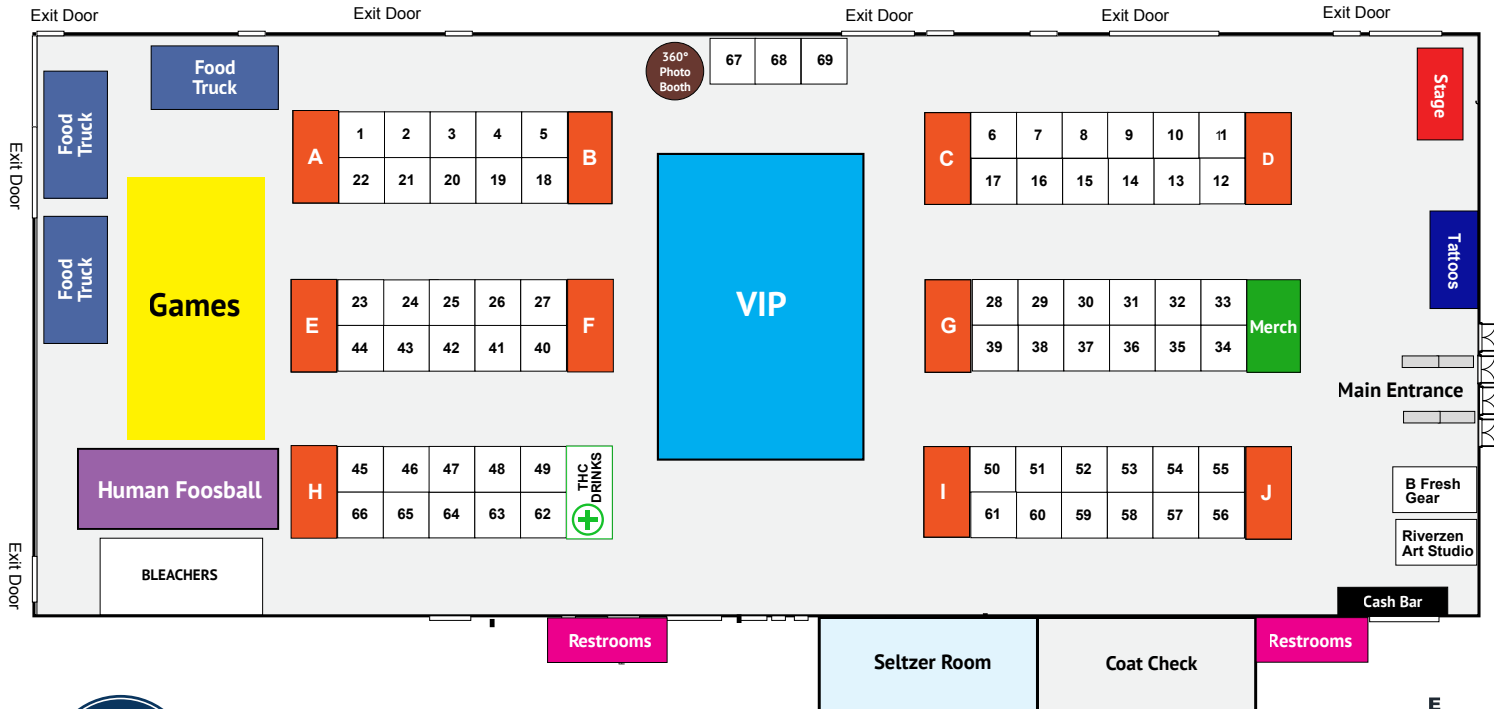 Exit Door
Exit Door
Exit Door
Exit Door
Exit Door
Food
Truck
360°
Photo
Booth
67 68 69
Stage
Food
Truck
A 1 2 3 4 5 B
22 21 20 19 18
C 6 7 8 9 10 11 D
17 16 15 14 13 12
Exit Door
Food
Truck
Games
VIP
Tattoos
E 23 24 25 26 27 F
44 43 42 41 40
G 28 29 30 31 32 33 Merch
39 38 37 36 35 34
Main Entrance
Human Foosball
H 45 46 47 48 49 THC
DRINKS
66 65 64 63 62
I 50 51 52 53 54 55 J
61 60 59 58 57 56
B Fresh
Gear
Riverzen
Art Studio
Exit Door
BLEACHERS
Cash Bar
Restrooms
Seltzer Room
Coat Check
Restrooms
E